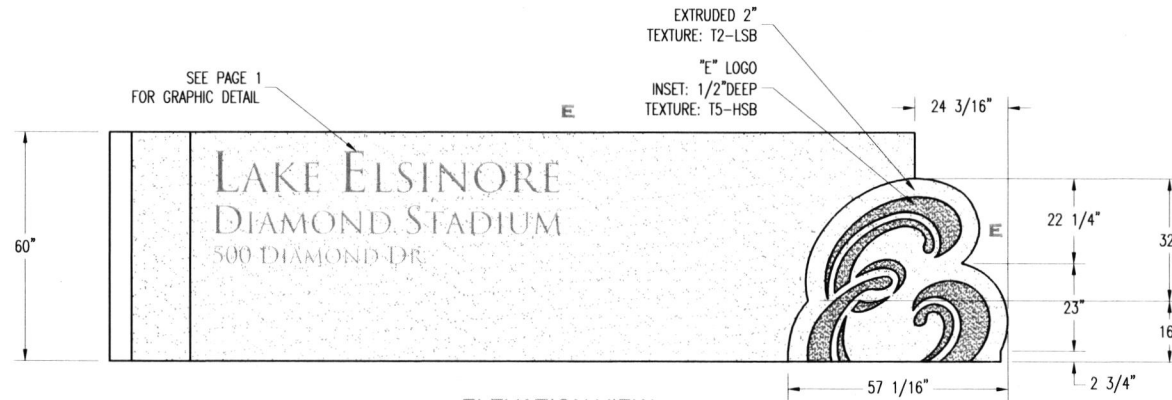 EXTRUDED 2"
TEXTURE: T2-LSB
"E" LOGO
INSET: 1/2"DEEP
TEXTURE: T5-HSB
SEE PAGE 1
FOR GRAPHIC DETAIL
24 3/16"
E
LAKE ELSINORE
DIAMOND STADIUM
500 DIAMOND DR
60"
22 1/4"
E
32
23"
16
57 1/16"
2 3/4"